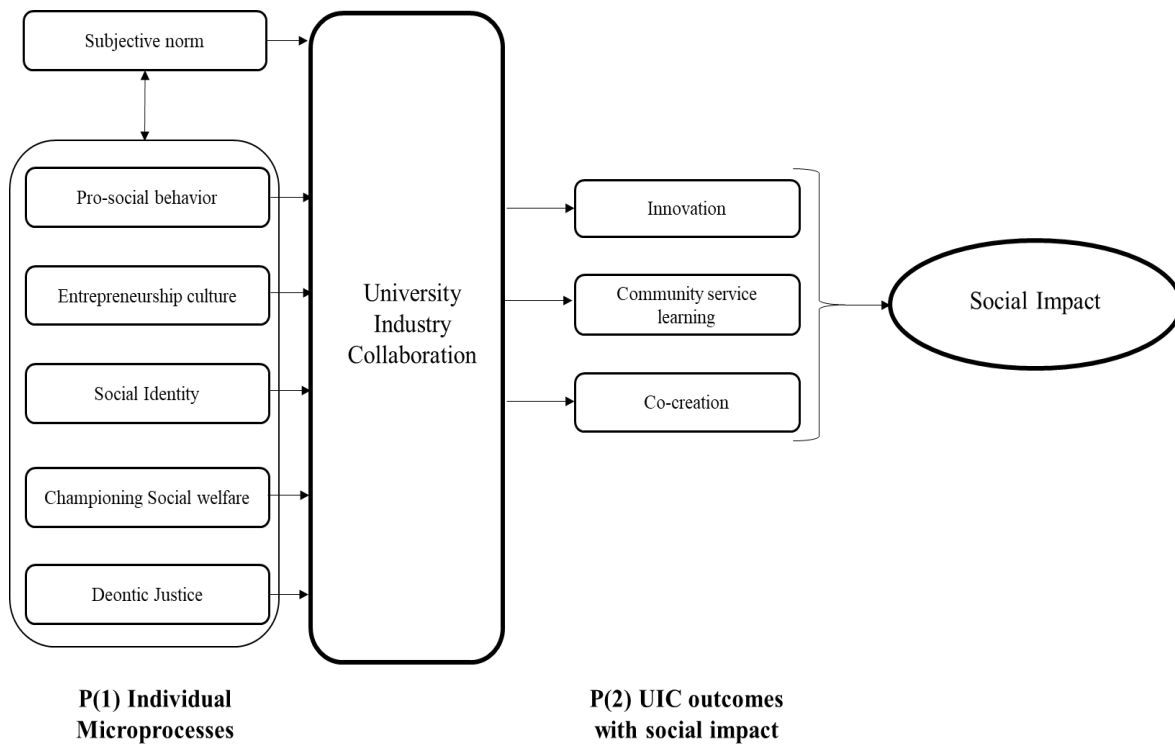 Subjective norm
Pro-social behavior
Entrepreneurship culture
Social Identity
Championing Social welfare
Deontic Justice
University
Industry
Collaboration
Innovation
Community service
learning
Co-creation
Social Impact
P(1) Individual
Microprocesses
P(2) UIC outcomes
with social impact